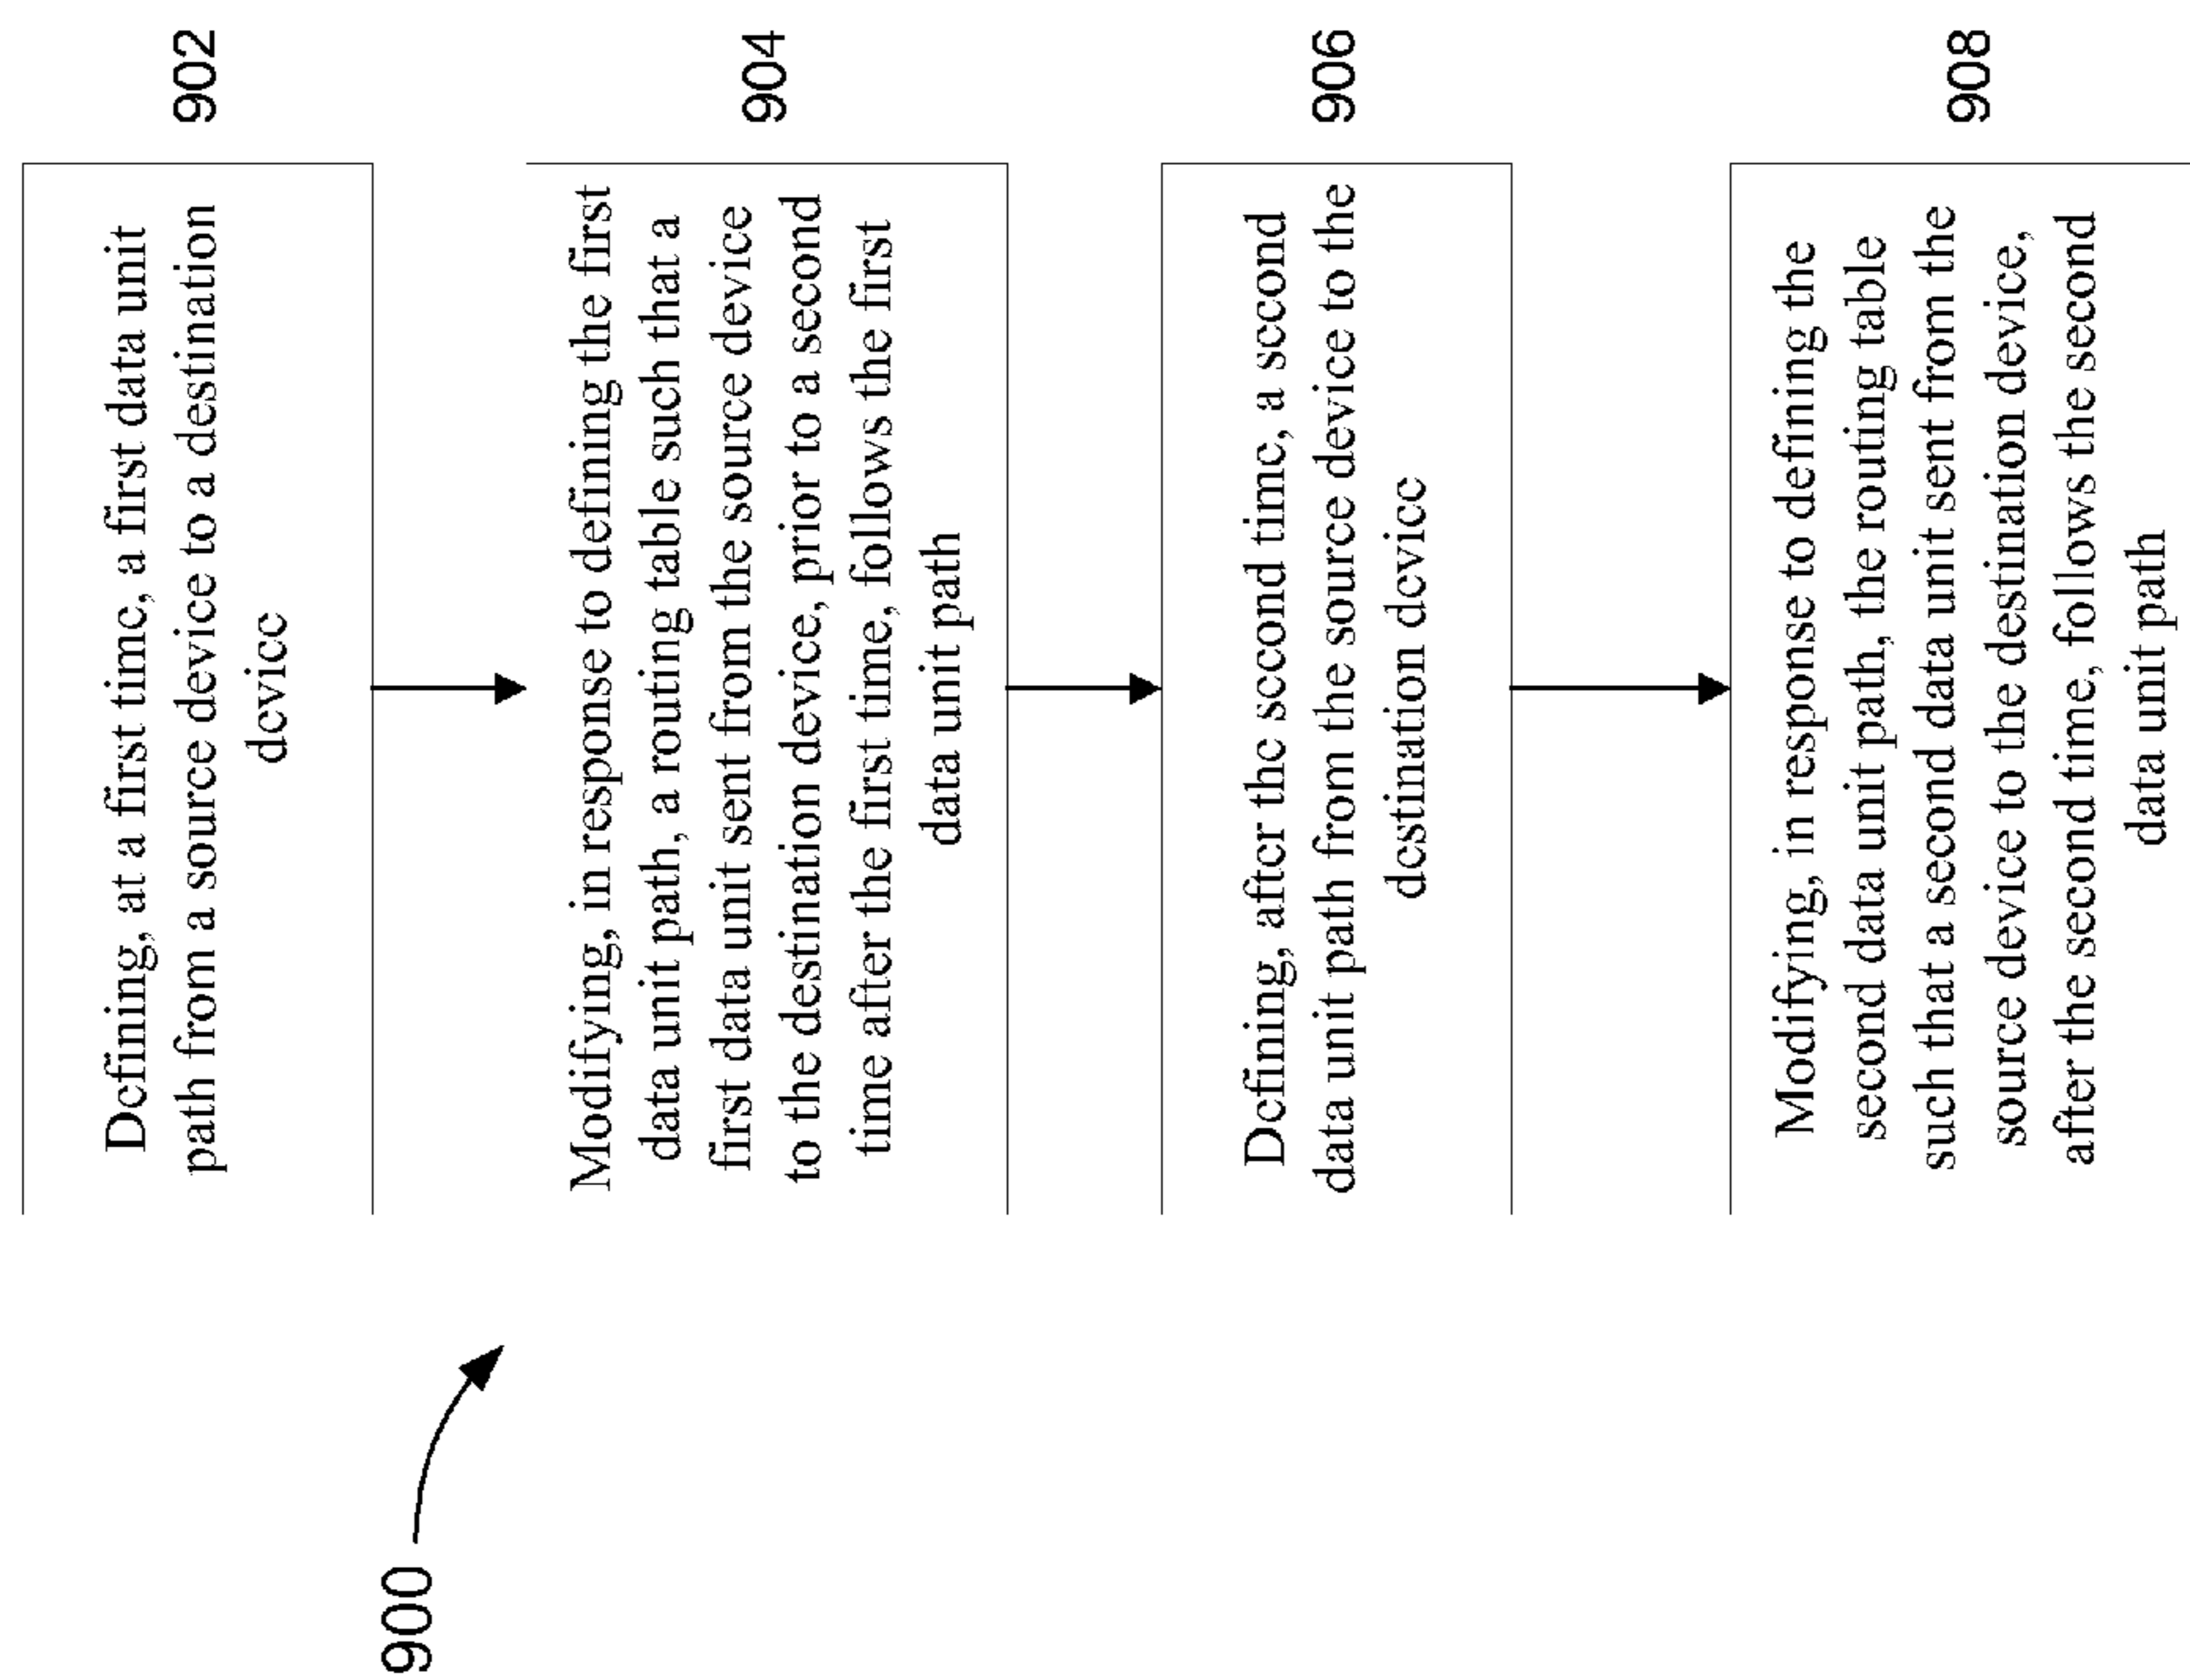 900
Defining, at a first time, a first data unit
path from a source device to a destination
device
902
Modifying, in response to defining the first
data unit path, a routing table such that a
first data unit sent from the source device
to the destination device, prior to a second
time after the first time, follows the first
data unit path
904
Defining, after the second time, a second
data unit path from the source device to the
destination device
906
Modifying, in response to defining the
second data unit path, the routing table
such that a second data unit sent from the
source device to the destination device,
after the second time, follows the second
data unit path
908